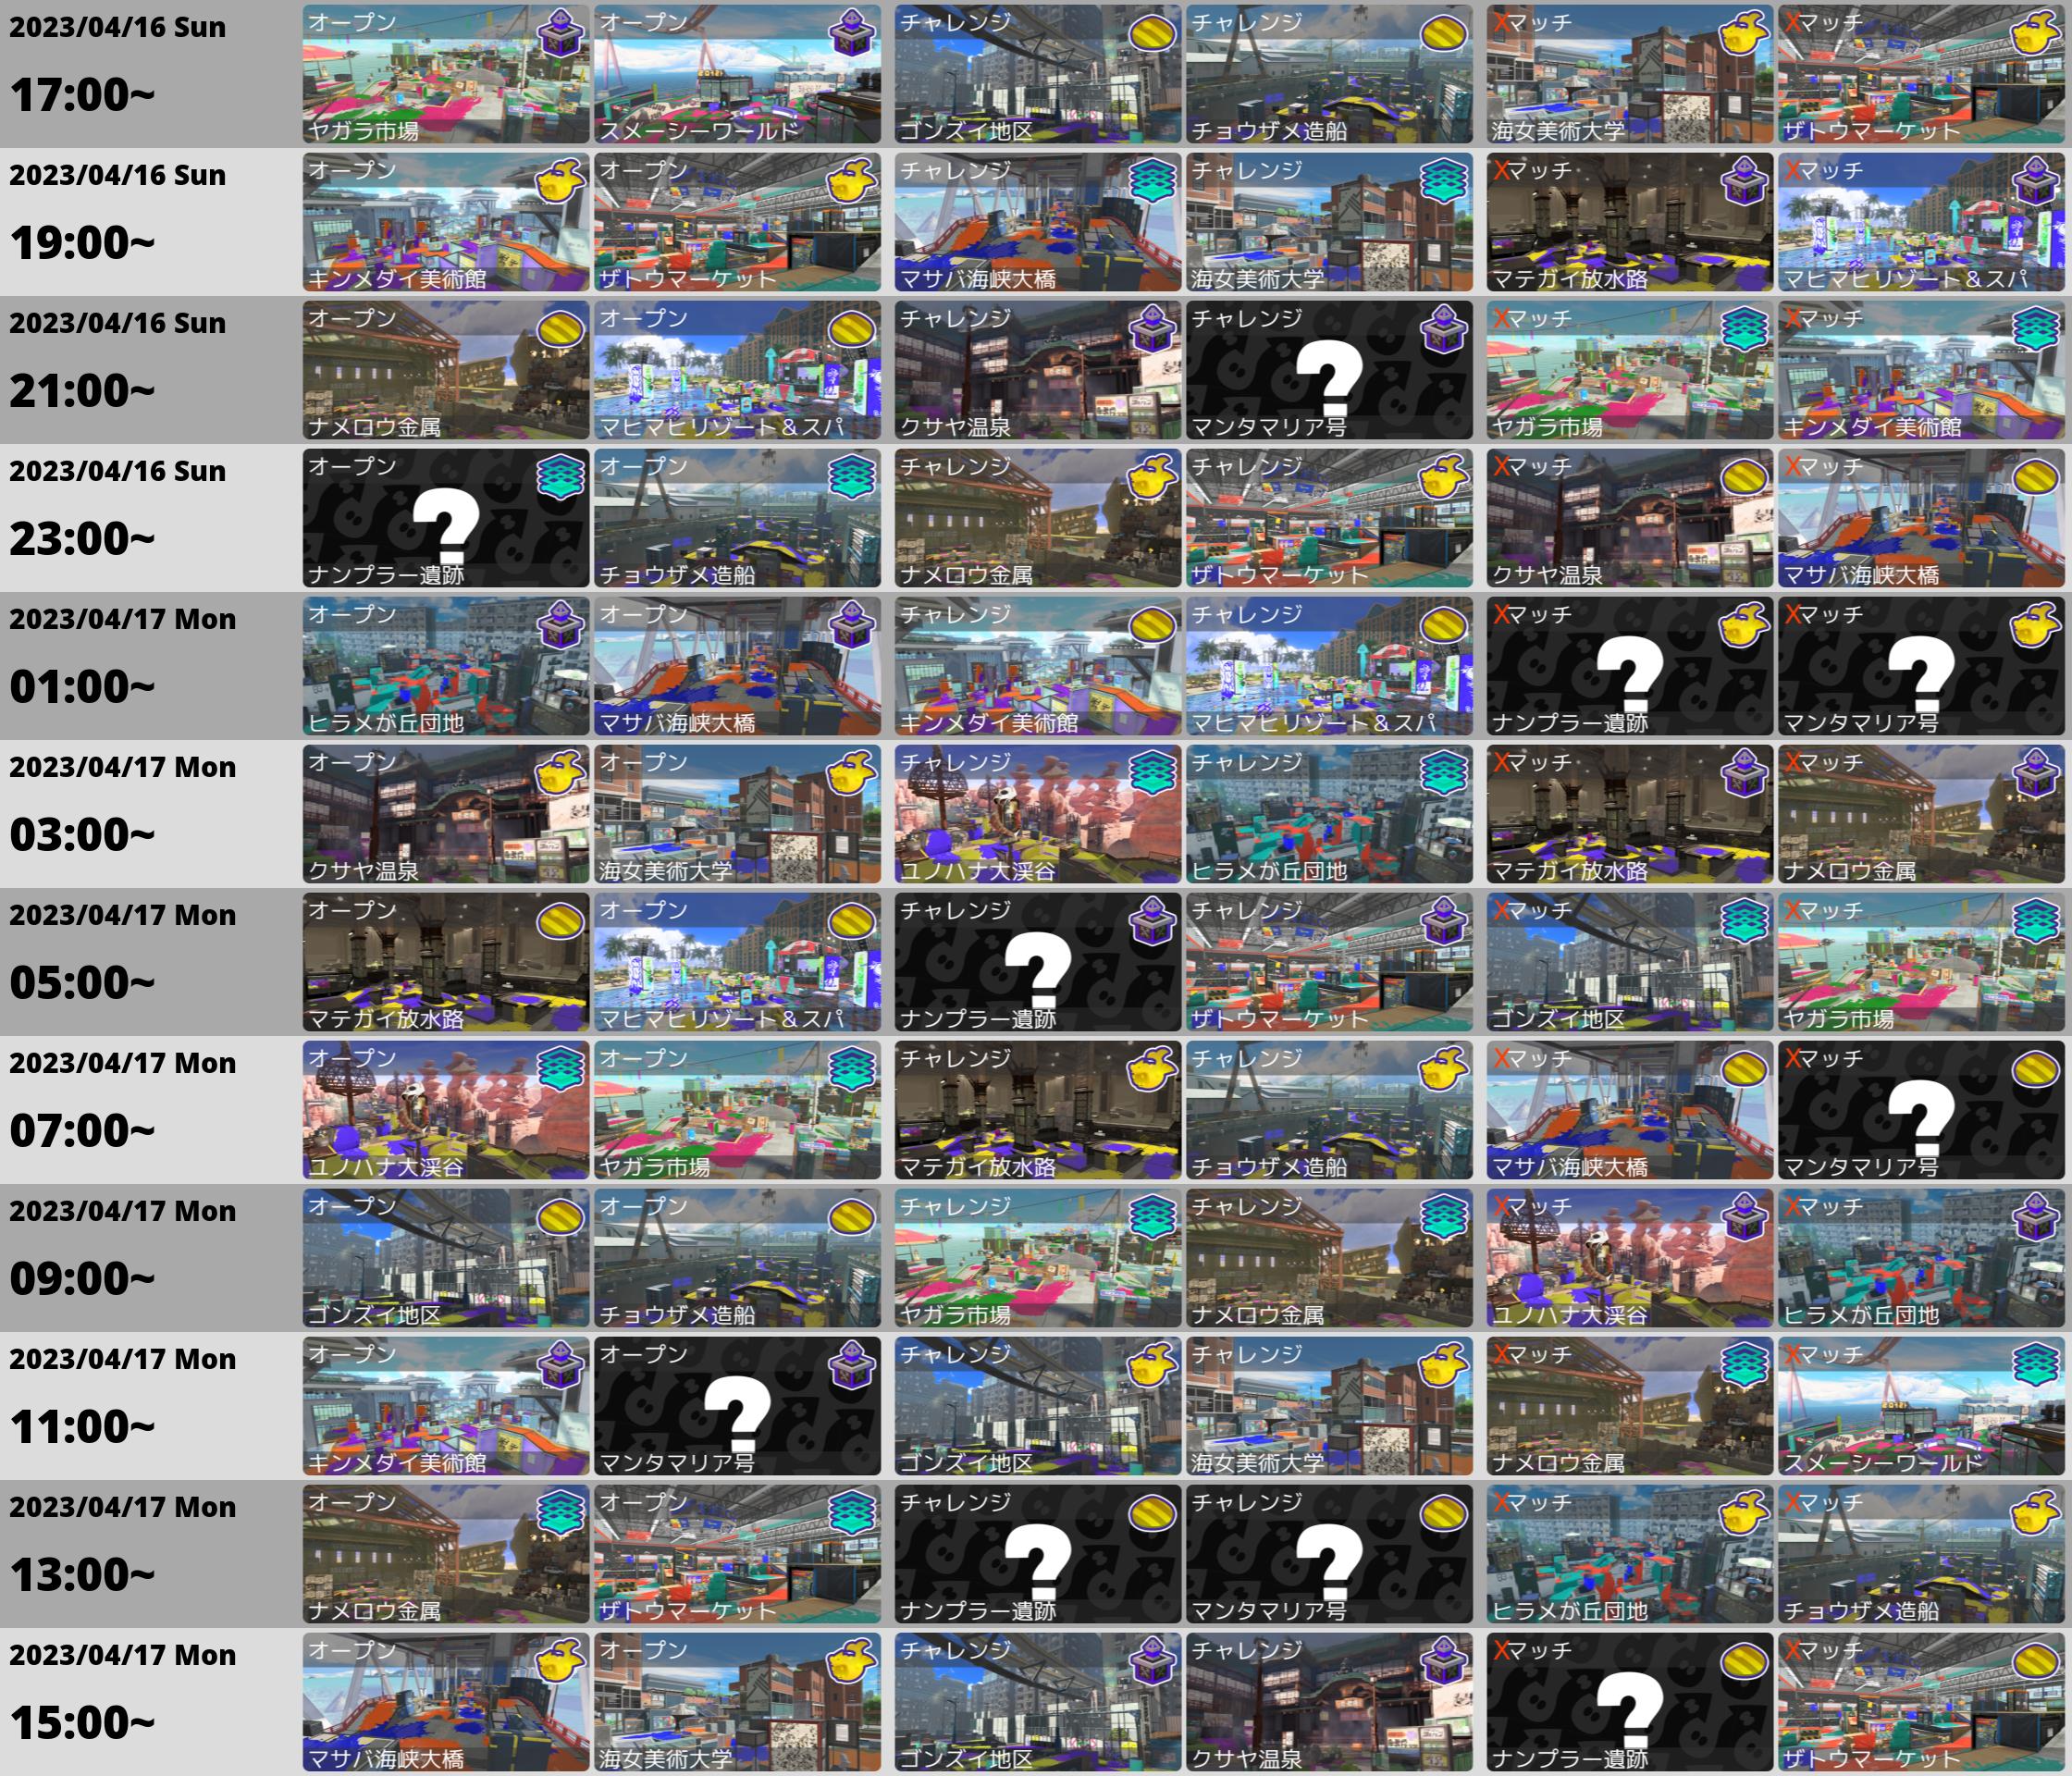 2023/04/16 Sun
17:00~
オープン
ヤガラ市場
オープン
スメーシーワールド
チャレンジ
ゴンズイ地区
チャレンジ
チョウザメ造船
Xマッチ
海女美術大学
Xマッチ
ザトウマーケット
2023/04/16 Sun
19:00~
オープン
キンメダイ美術館
オープン
ザトウマーケット
チャレンジ
マサバ海峡大橋
チャレンジ
海女美術大学
Xマッチ
マテガイ放水路
Xマッチ
マヒマヒリゾート＆スパ
2023/04/16 Sun
21:00~
オープン
ナメロウ金属
オープン
マヒマヒリゾート＆スパ
チャレンジ
クサヤ温泉
チャレンジ
?
マンタマリア号
Xマッチ
ヤガラ市場
Xマッチ
キンメダイ美術館
2023/04/16 Sun
23:00~
オープン
?
ナンプラー遺跡
オープン
チョウザメ造船
チャレンジ
ナメロウ金属
チャレンジ
ザトウマーケット
Xマッチ
クサヤ温泉
Xマッチ
マサバ海峡大橋
2023/04/17 Mon
01:00~
オープン
ヒラメが丘団地
オープン
マサバ海峡大橋
チャレンジ
キンメダイ美術館
チャレンジ
マヒマヒリゾート＆スパ
Xマッチ
?
ナンプラー遺跡
Xマッチ
?
マンタマリア号
2023/04/17 Mon
03:00~
オープン
クサヤ温泉
オープン
海女美術大学
チャレンジ
ユノハナ大渓谷
チャレンジ
ヒラメが丘団地
Xマッチ
マテガイ放水路
Xマッチ
ナメロウ金属
2023/04/17 Mon
05:00~
オープン
マテガイ放水路
オープン
マヒマヒリゾート＆スパ
チャレンジ
?
ナンプラー遺跡
チャレンジ
ザトウマーケット
Xマッチ
ゴンズイ地区
Xマッチ
ヤガラ市場
2023/04/17 Mon
07:00~
オープン
ユノハナ大渓谷
オープン
ヤガラ市場
チャレンジ
マテガイ放水路
チャレンジ
チョウザメ造船
Xマッチ
マサバ海峡大橋
Xマッチ
?
マンタマリア号
2023/04/17 Mon
09:00~
オープン
ゴンズイ地区
オープン
チョウザメ造船
チャレンジ
ヤガラ市場
チャレンジ
ナメロウ金属
Xマッチ
ユノハナ大渓谷
Xマッチ
ヒラメが丘団地
2023/04/17 Mon
11:00~
オープン
キンメダイ美術館
オープン
?
マンタマリア号
チャレンジ
ゴンズイ地区
チャレンジ
海女美術大学
Xマッチ
ナメロウ金属
Xマッチ
スメーシーワールド
2023/04/17 Mon
13:00~
オープン
ナメロウ金属
オープン
ザトウマーケット
チャレンジ
?
ナンプラー遺跡
チャレンジ
?
マンタマリア号
Xマッチ
ヒラメが丘団地
Xマッチ
チョウザメ造船
2023/04/17 Mon
15:00~
オープン
マサバ海峡大橋
オープン
海女美術大学
チャレンジ
ゴンズイ地区
チャレンジ
クサヤ温泉
Xマッチ
?
ナンプラー遺跡
Xマッチ
ザトウマーケット